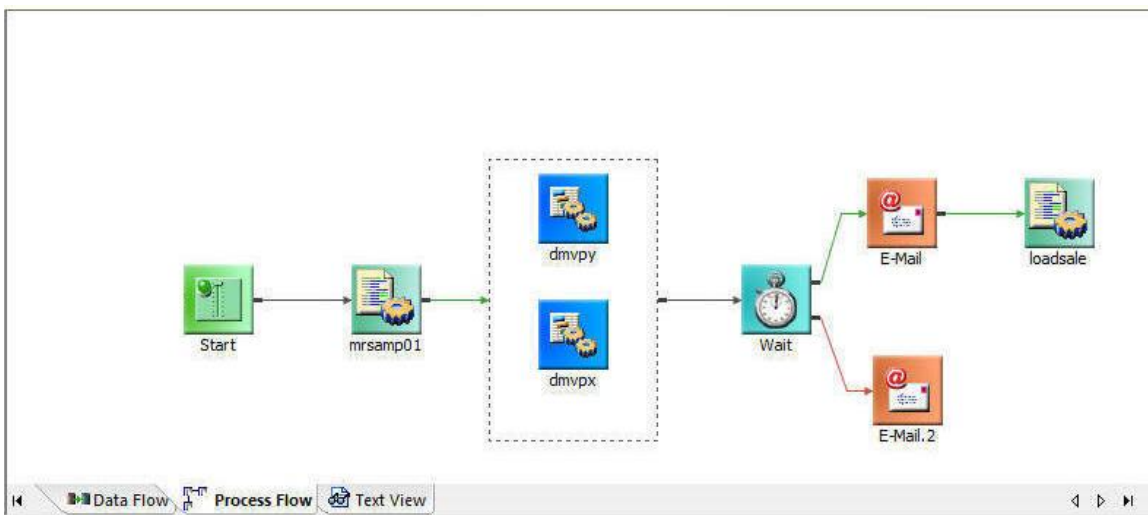 dmvpy
E-Mail
loadsale
Start
mrsamp01
dmvpx
Wait
E-Mail.2
Data Flow
Process Flow
Text View